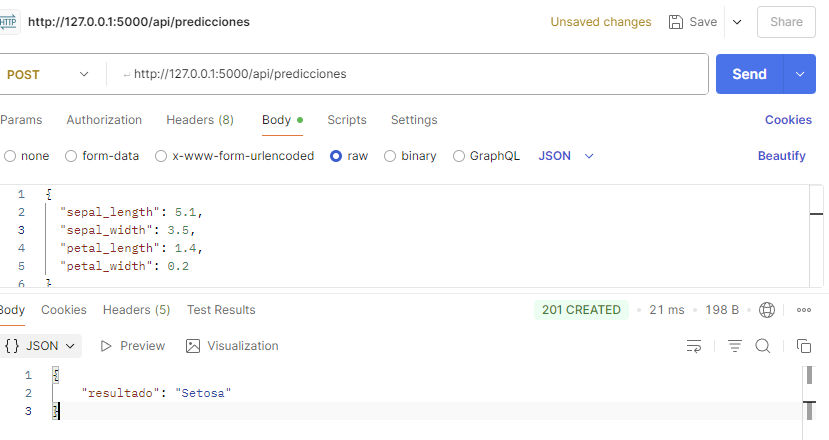 HTTP http://127.0.0.1:5000/api/predicciones Unsaved changes Save Share
POST http://127.0.0.1:5000/api/predicciones Send
Params Authorization Headers (8) Body Scripts Settings Cookies
none form-data x-www-form-urlencoded raw binary GraphQL JSON Beautify
1 {
2 "sepal_length": 5.1,
3 "sepal_width": 3.5,
4 "petal_length": 1.4,
5 "petal_width": 0.2
6 }
Body Cookies Headers (5) Test Results 201 CREATED 21 ms 198 B
{} JSON Preview Visualization
1 {
2 "resultado": "Setosa"
3 }